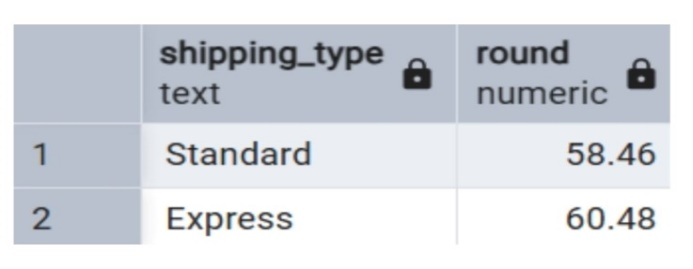 shipping_type round
text numeric
1 Standard 58.46
2 Express 60.48